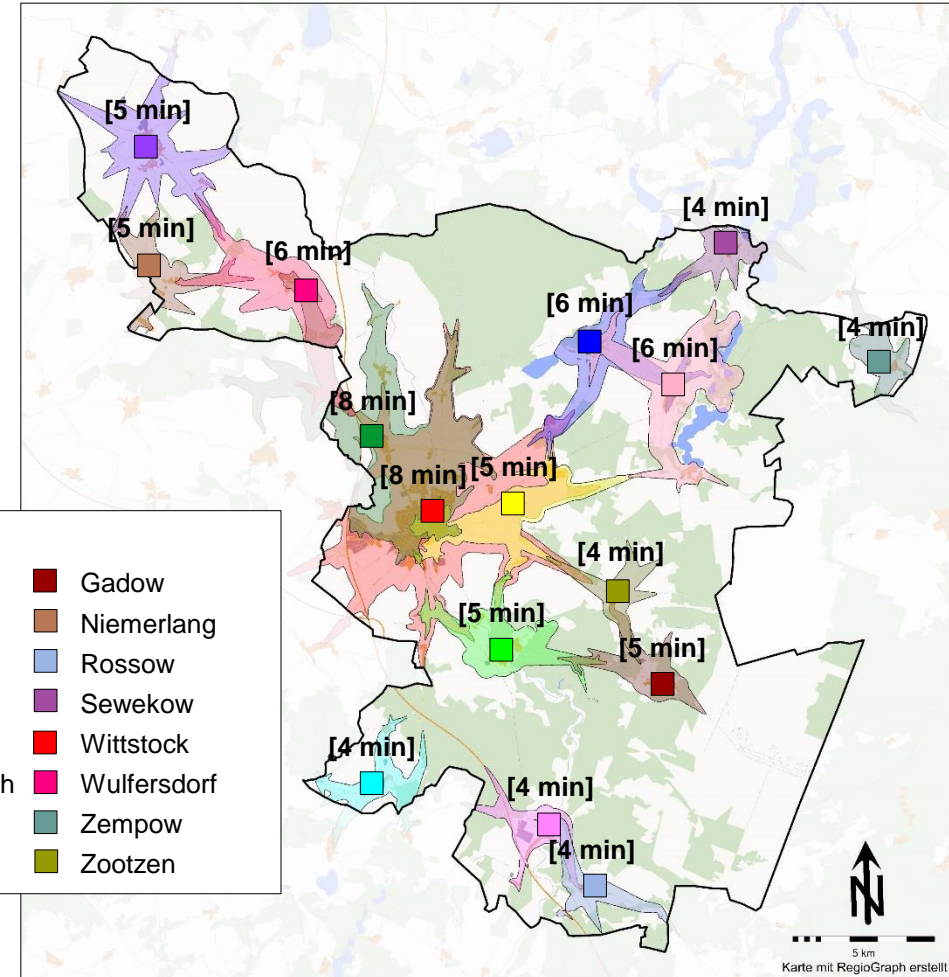 [5 min]
[5 min]
[6 min]
[4 min]
[6 min]
[6 min]
[4 min]
[8 min]
[8 min]
[5 min]
[4 min]
[5 min]
[5 min]
[4 min]
[4 min]
[4 min]
Gadow
Niemerlang
Rossow
Sewekow
Wittstock
h
Wulfersdorf
Zempow
Zootzen
N
5 km
Karte mit RegioGraph erstellt